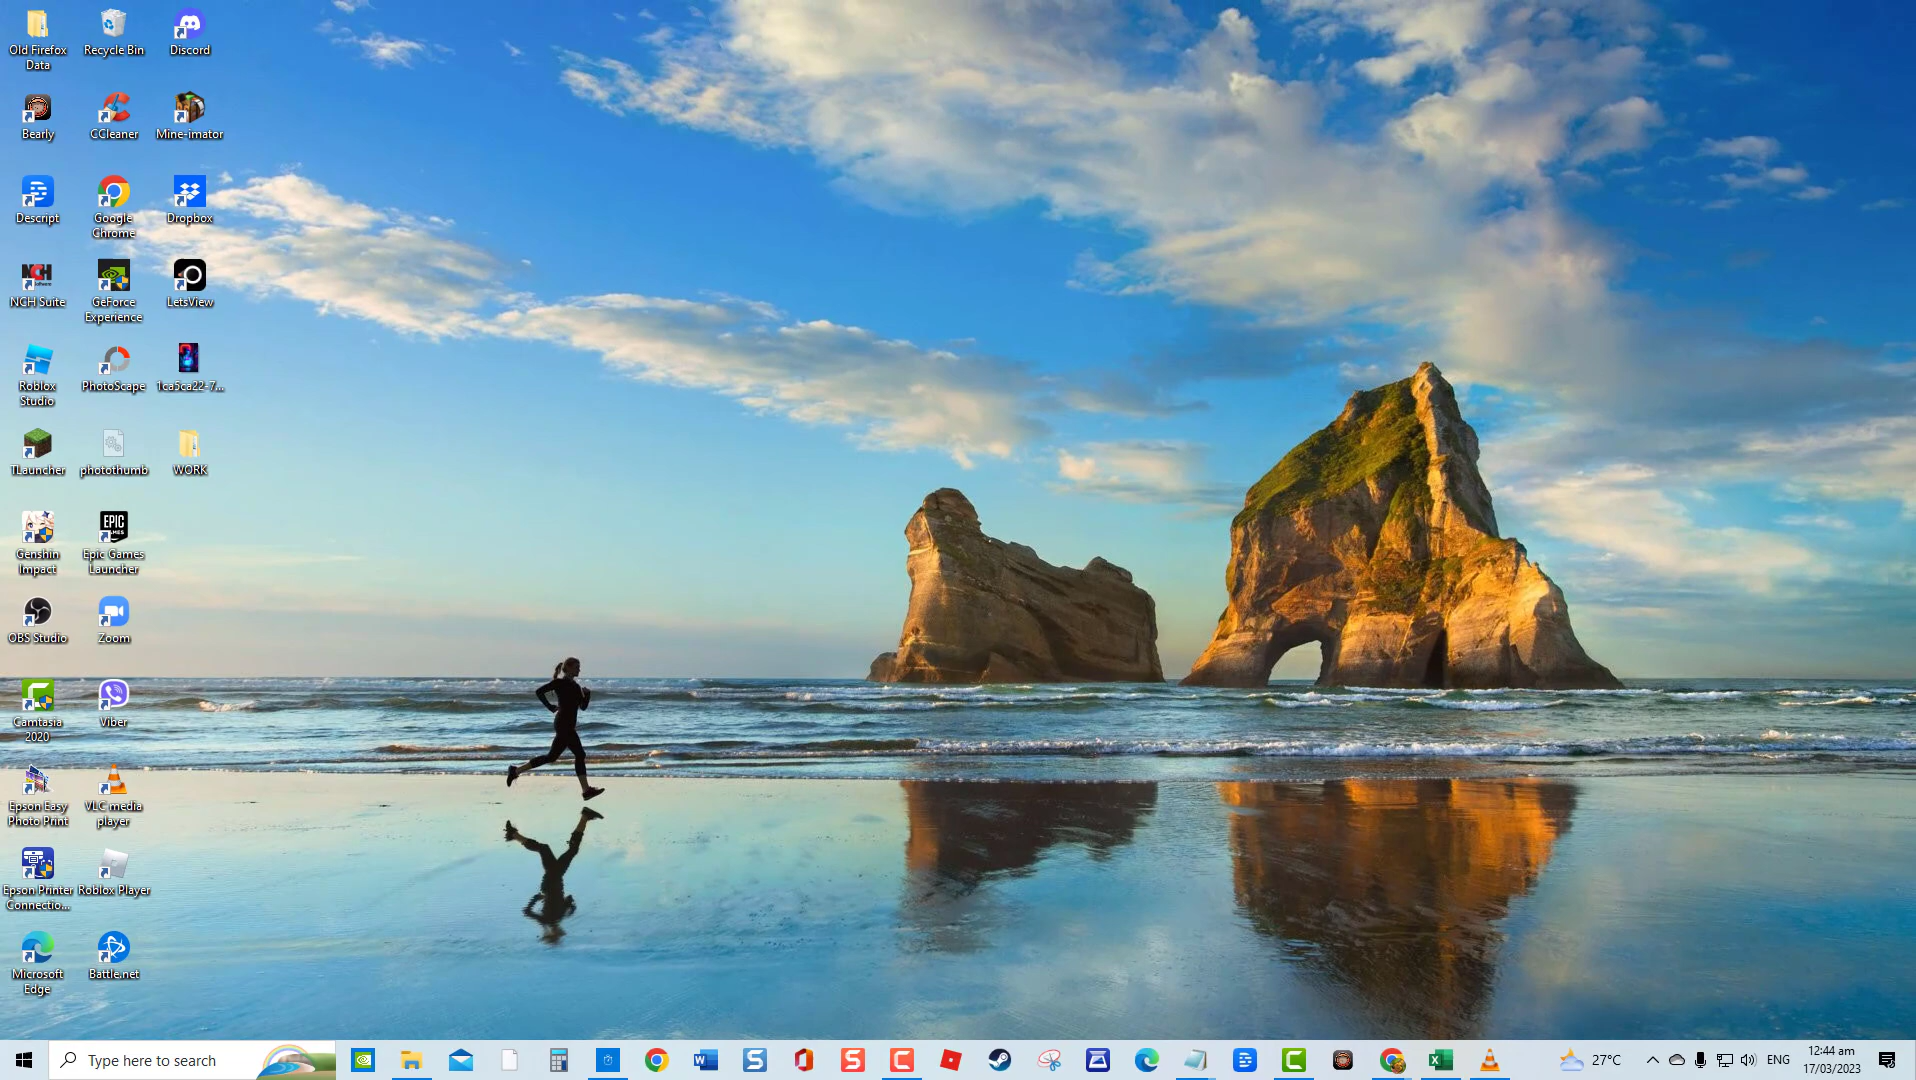 Old Firefox
Data
Recycle Bin
Discord
Bearly
CCleaner
Mine-imator
Descript
Google
Chrome
Dropbox
NCH
NCH Suite
GeForce
Experience
LetsView
Roblox
Studio
PhotoScape
1ca5ca22-7...
TLauncher
photothumb
WORK
Genshin
Impact
EPIC
GAMES
Epic Games
Launcher
OBS Studio
Zoom
Camtasia
2020
Viber
Epson Easy
Photo Print
VLC media
player
Epson Printer
Connectio...
Roblox Player
Microsoft
Edge
Battle.net
Type here to search
27°C
ENG
12:44 am
17/03/2023